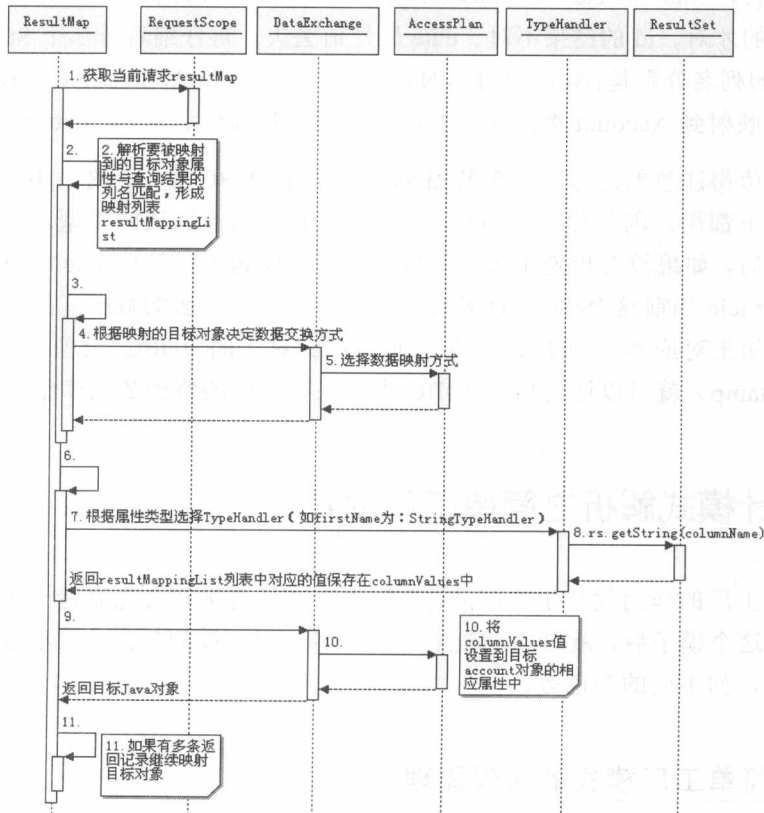 ResultMap
RequestScope
DataExchange
AccessPlan
TypeHandler
ResultSet
1.获取当前请求resultMap
2.
2.解析要被映射
到的目标对象属
性与查询结果的
列名匹配，形成
映射列表
resultMappingLi
st
3.
4.根据映射的目标对象决定数据交换方式
5.选择数据映射方式
6.
7.根据属性类型选择TypeHandler（如firstName为：StringTypeHandler）
8.rs.getString(columnName)
返回resultMappingList列表中对应的值保存在columnValues中
9.
10.
10.将
columnValues值
设置到目标
account对象的相
应属性中
返回目标Java对象
11.
11.如果有多条返
回记录继续映射
目标对象